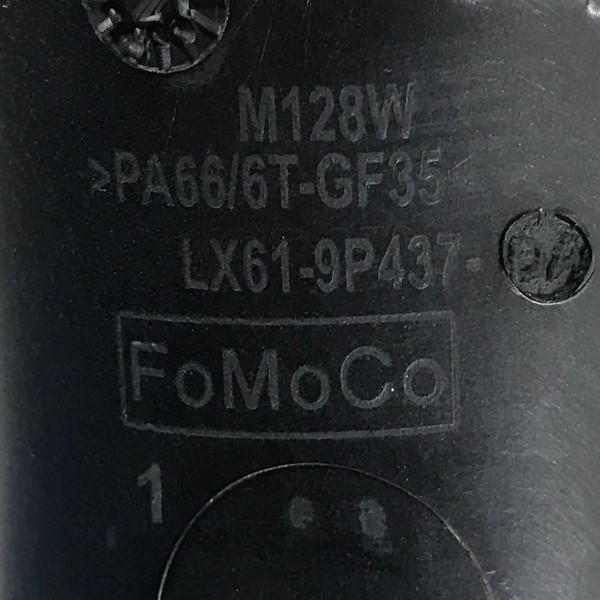 M128W
>PA66/6T-GF35<
LX61-9P437-
FoMoCo
1